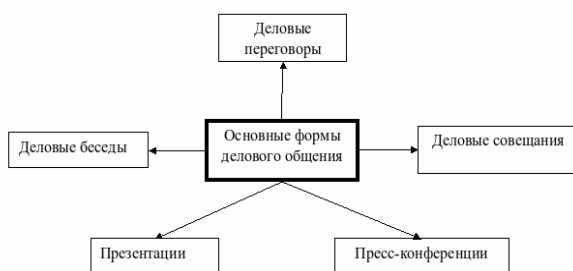 Деловые
переговоры
Основные формы
делового общения
Деловые беседы
Деловые совещания
Презентации
Пресс-конференции